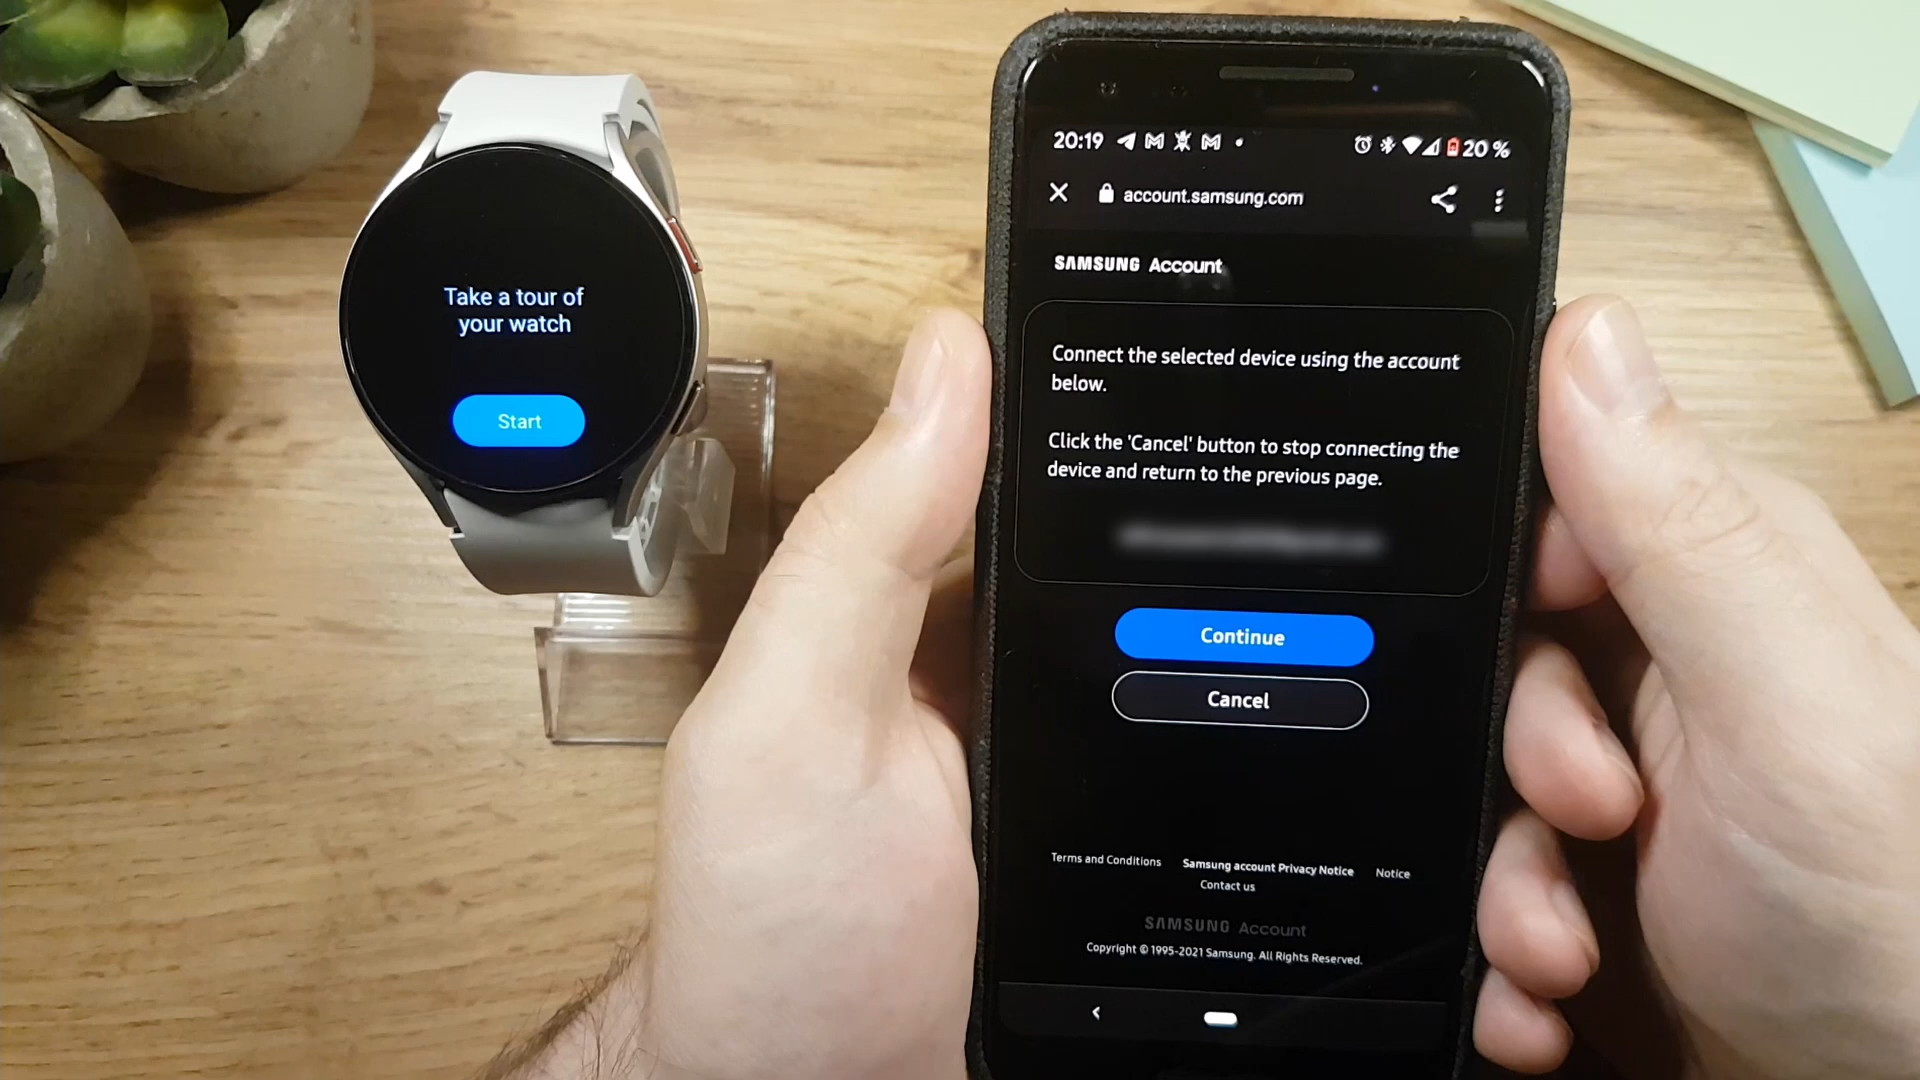 Take a tour of
your watch
Start
20:19
20 %
account.samsung.com
SAMSUNG Account
Connect the selected device using the account
below.
Click the 'Cancel' button to stop connecting the
device and return to the previous page.
Continue
Cancel
Terms and Conditions Samsung account Privacy Notice Notice
Contact us
SAMSUNG Account
Copyright © 1995-2021 Samsung. All Rights Reserved.